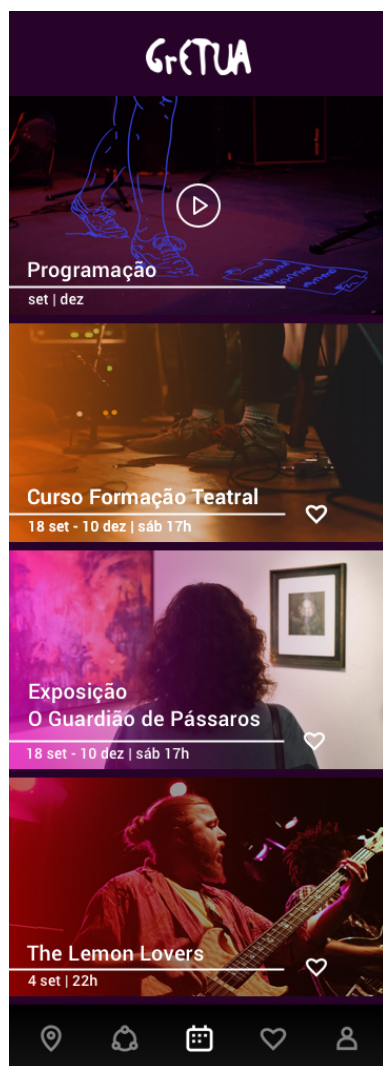 GrETUA
Programação
set | dez
Curso Formação Teatral
18 set - 10 dez | sáb 17h
Exposição
O Guardião de Pássaros
18 set - 10 dez | sáb 17h
The Lemon Lovers
4 set | 22h